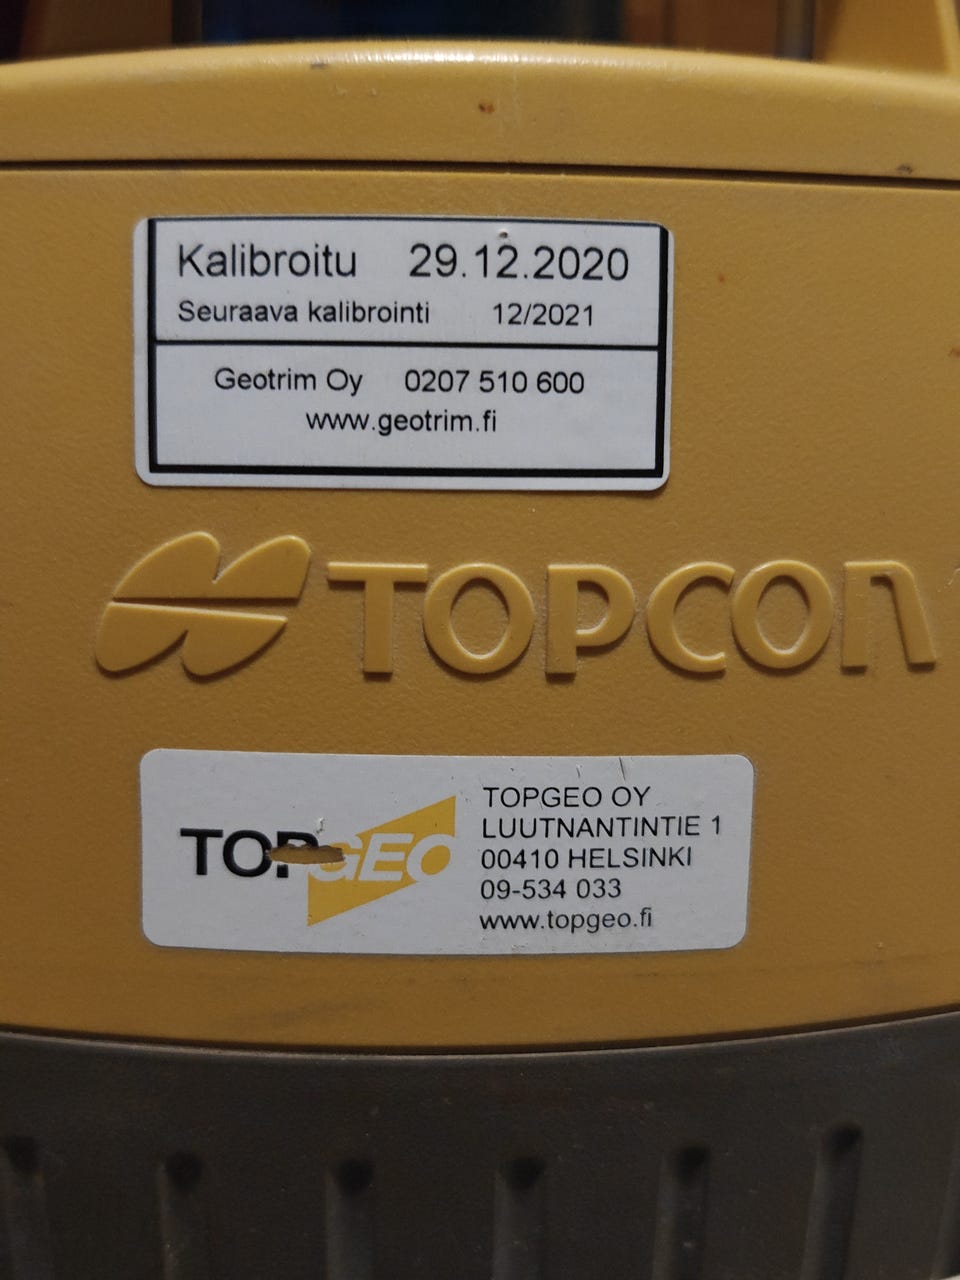 Kalibroitu 29.12.2020
Seuraava kalibrointi 12/2021
Geotrim Oy 0207 510 600
www.geotrim.fi
TOPCON
TOPGEO
TOPGEO OY
LUUTNANTINTIE 1
00410 HELSINKI
09-534 033
www.topgeo.fi